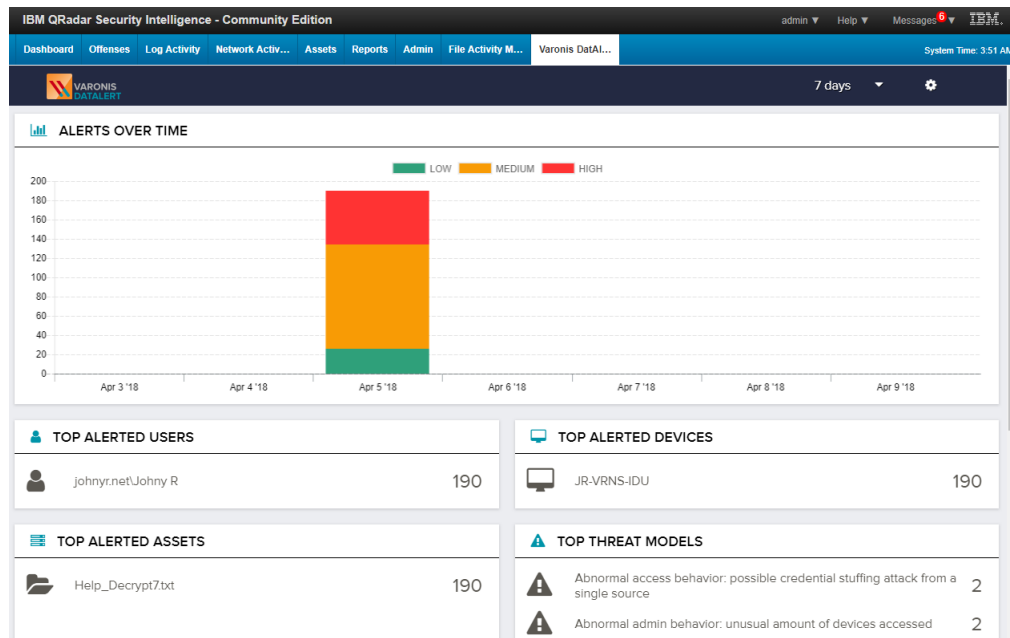 IBM QRadar Security Intelligence - Community Edition
admin Help Messages 6 IBM.
Dashboard Offenses Log Activity Network Activ... Assets Reports Admin File Activity M... Varonis DatAl... System Time: 3:51 AM
VARONIS
DATALERT
7 days
ALERTS OVER TIME
LOW MEDIUM HIGH
200
180
160
140
120
100
80
60
40
20
0
Apr 3 '18 Apr 4 '18 Apr 5 '18 Apr 6 '18 Apr 7 '18 Apr 8 '18 Apr 9 '18
TOP ALERTED USERS
johnyr.net\Johny R 190
TOP ALERTED DEVICES
JR-VRNS-IDU 190
TOP ALERTED ASSETS
Help_Decrypt7.txt 190
TOP THREAT MODELS
Abnormal access behavior: possible credential stuffing attack from a
single source 2
Abnormal admin behavior: unusual amount of devices accessed 2